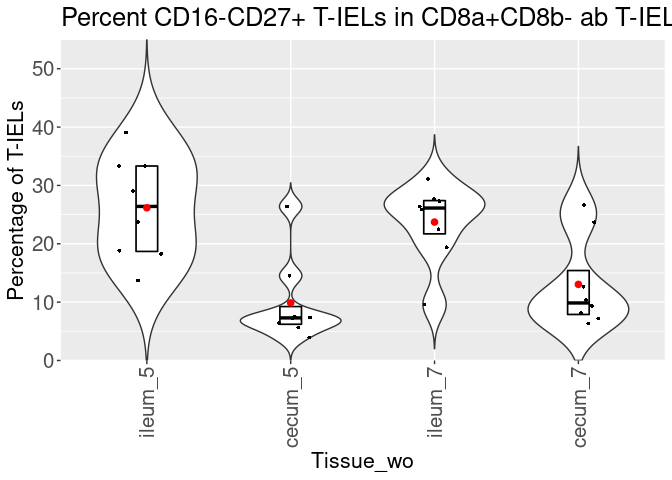 Percent CD16-CD27+ T-IELs in CD8a+CD8b- ab T-IEL
50
40
30
20
10
0
Percentage of T-IELs
ileum_5
cecum_5
ileum_7
cecum_7
Tissue_wo